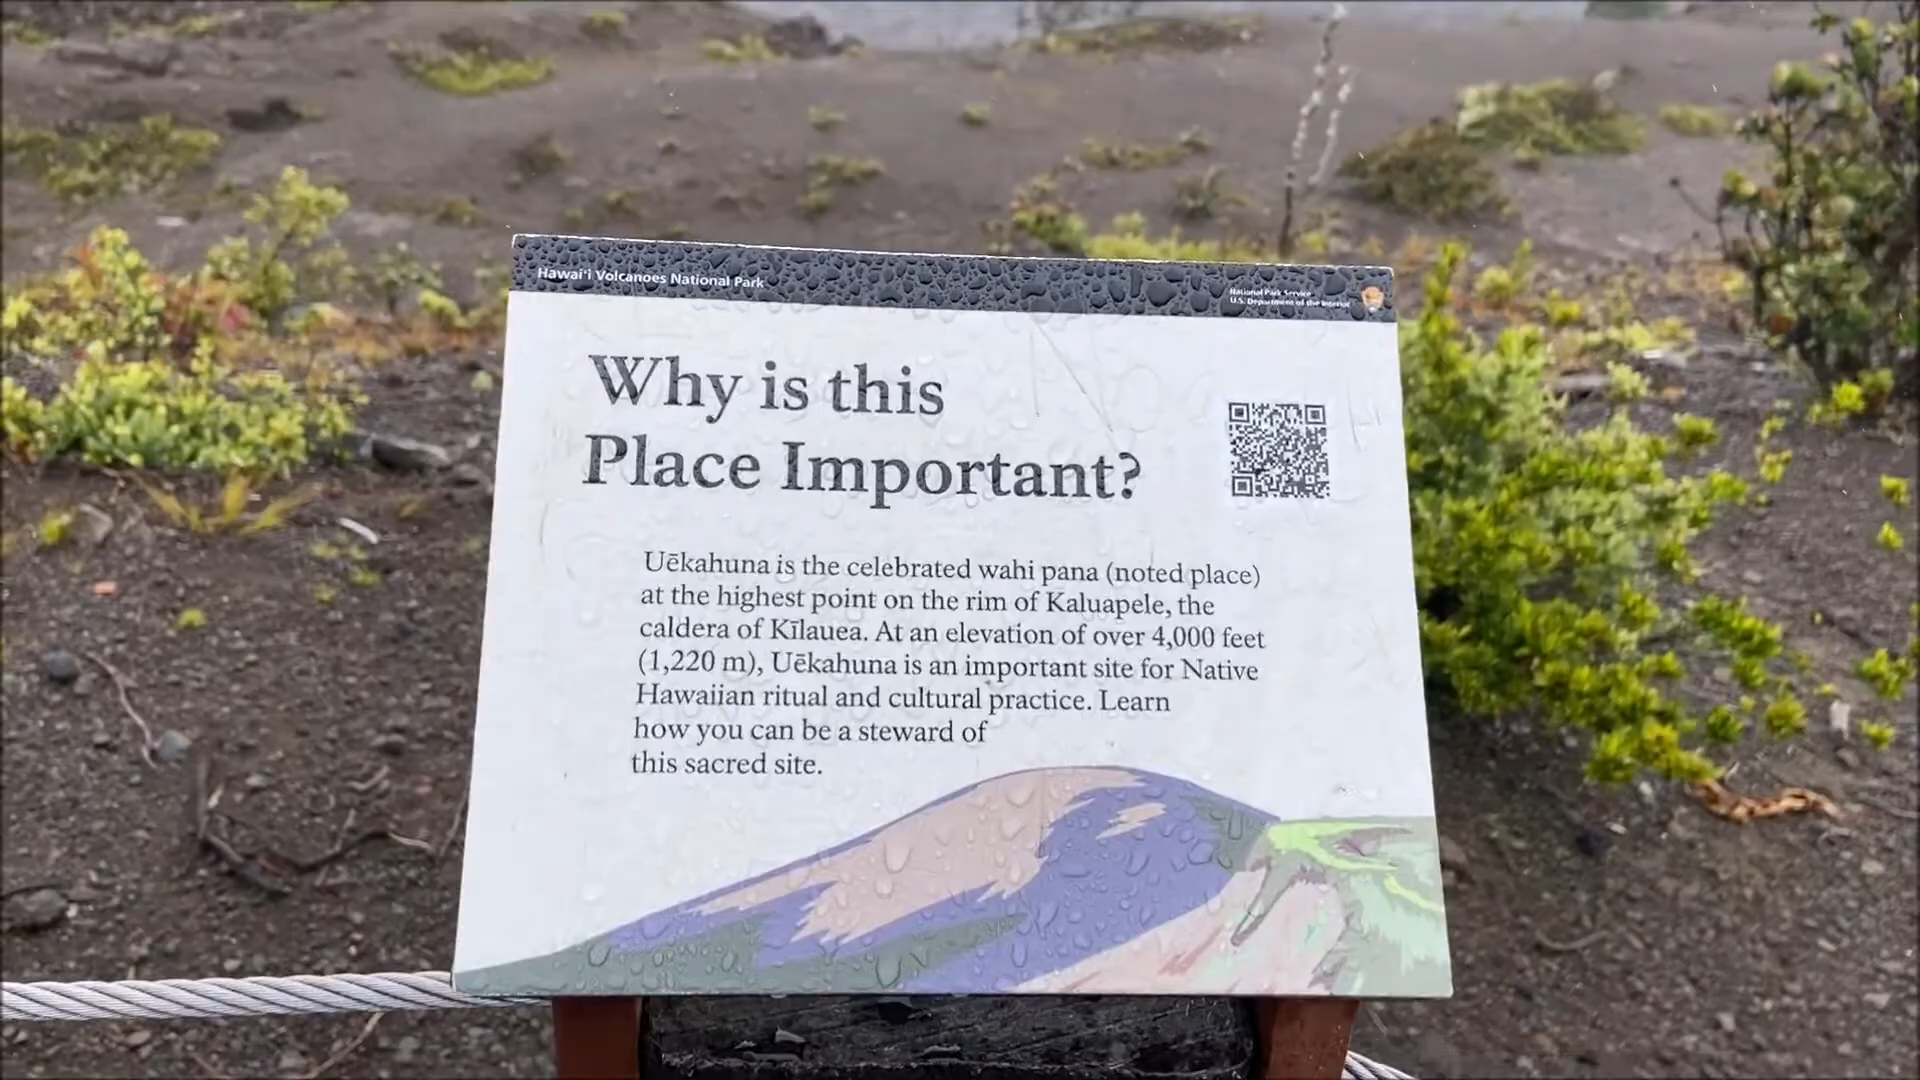 Hawai‘i Volcanoes National Park
National Park Service
U.S. Department of the Interior
Why is this
Place Important?
Uēkahuna is the celebrated wahi pana (noted place)
at the highest point on the rim of Kaluapele, the
caldera of Kīlauea. At an elevation of over 4,000 feet
(1,220 m), Uēkahuna is an important site for Native
Hawaiian ritual and cultural practice. Learn
how you can be a steward of
this sacred site.